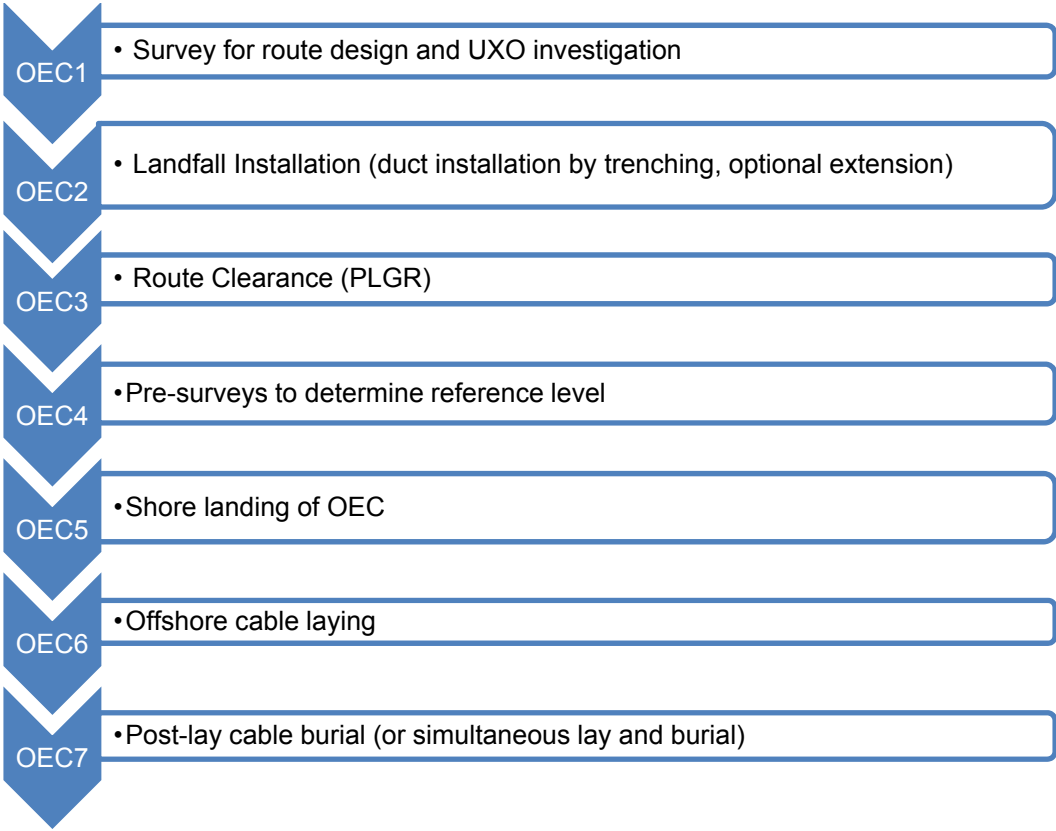 OEC1
• Survey for route design and UXO investigation
OEC2
• Landfall Installation (duct installation by trenching, optional extension)
OEC3
• Route Clearance (PLGR)
OEC4
•Pre-surveys to determine reference level
OEC5
•Shore landing of OEC
OEC6
•Offshore cable laying
OEC7
•Post-lay cable burial (or simultaneous lay and burial)